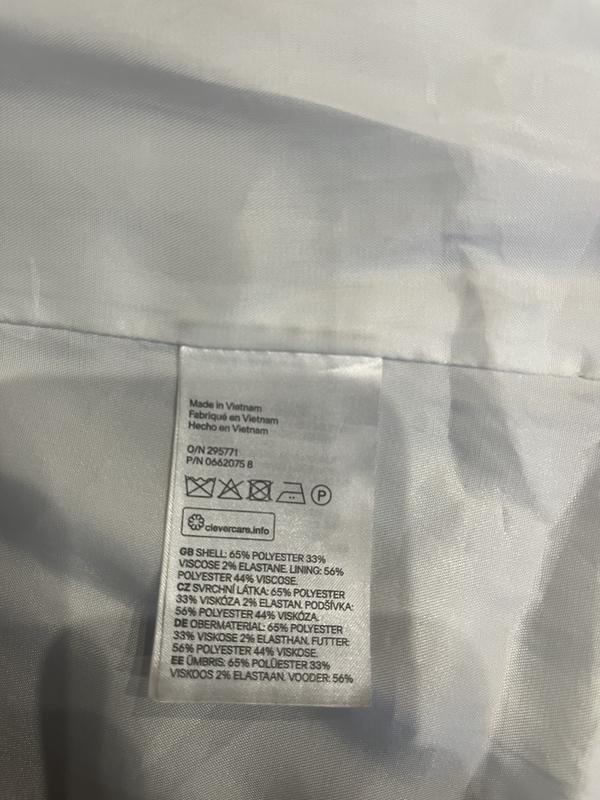 Made in Vietnam
Fabriqué en Vietnam
Hecho en Vietnam
O/N 295771
P/N 0662075 8
P
clevercare.info
GB SHELL: 65% POLYESTER 33%
VISCOSE 2% ELASTANE. LINING: 56%
POLYESTER 44% VISCOSE.
CZ SVRCHNÍ LÁTKA: 65% POLYESTER
33% VISKÓZA 2% ELASTAN. PODŠÍVKA:
56% POLYESTER 44% VISKÓZA.
DE OBERMATERIAL: 65% POLYESTER
33% VISKOSE 2% ELASTHAN. FUTTER:
56% POLYESTER 44% VISKOSE.
EE ÜMBRIS: 65% POLÜESTER 33%
VISKOOS 2% ELASTAAN. VOODER: 56%